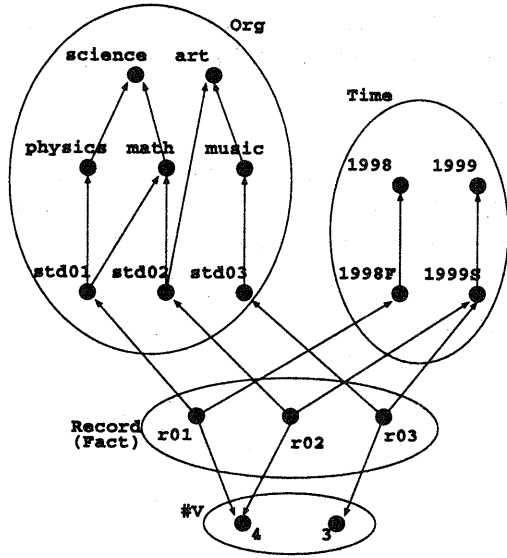 Org
science art
Time
physics math music
1998 1999
std01 std02 std03
1998F 1999S
Record
(Fact)
r01 r02 r03
#V
4 3